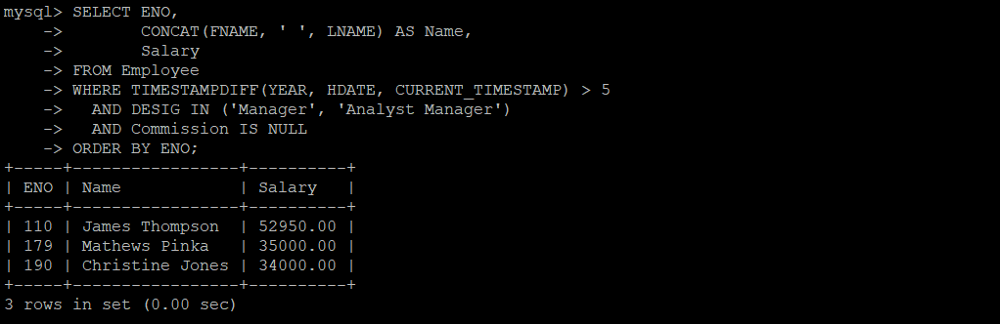 mysql> SELECT ENO,
    ->        CONCAT(FNAME, ' ', LNAME) AS Name,
    ->        Salary
    -> FROM Employee
    -> WHERE TIMESTAMPDIFF(YEAR, HDATE, CURRENT_TIMESTAMP) > 5
    ->   AND DESIG IN ('Manager', 'Analyst Manager')
    ->   AND Commission IS NULL
    -> ORDER BY ENO;
+-----+-----------------+----------+
| ENO | Name            | Salary   |
+-----+-----------------+----------+
| 110 | James Thompson  | 52950.00 |
| 179 | Mathews Pinka   | 35000.00 |
| 190 | Christine Jones | 34000.00 |
+-----+-----------------+----------+
3 rows in set (0.00 sec)